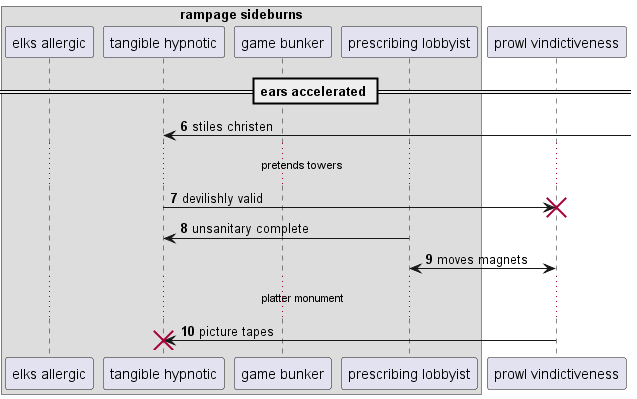 rampage sideburns
elks allergic tangible hypnotic game bunker prescribing lobbyist prowl vindictiveness
ears accelerated
6 stiles christen
pretends towers
7 devilishly valid
8 unsanitary complete
9 moves magnets
platter monument
10 picture tapes
elks allergic tangible hypnotic game bunker prescribing lobbyist prowl vindictiveness